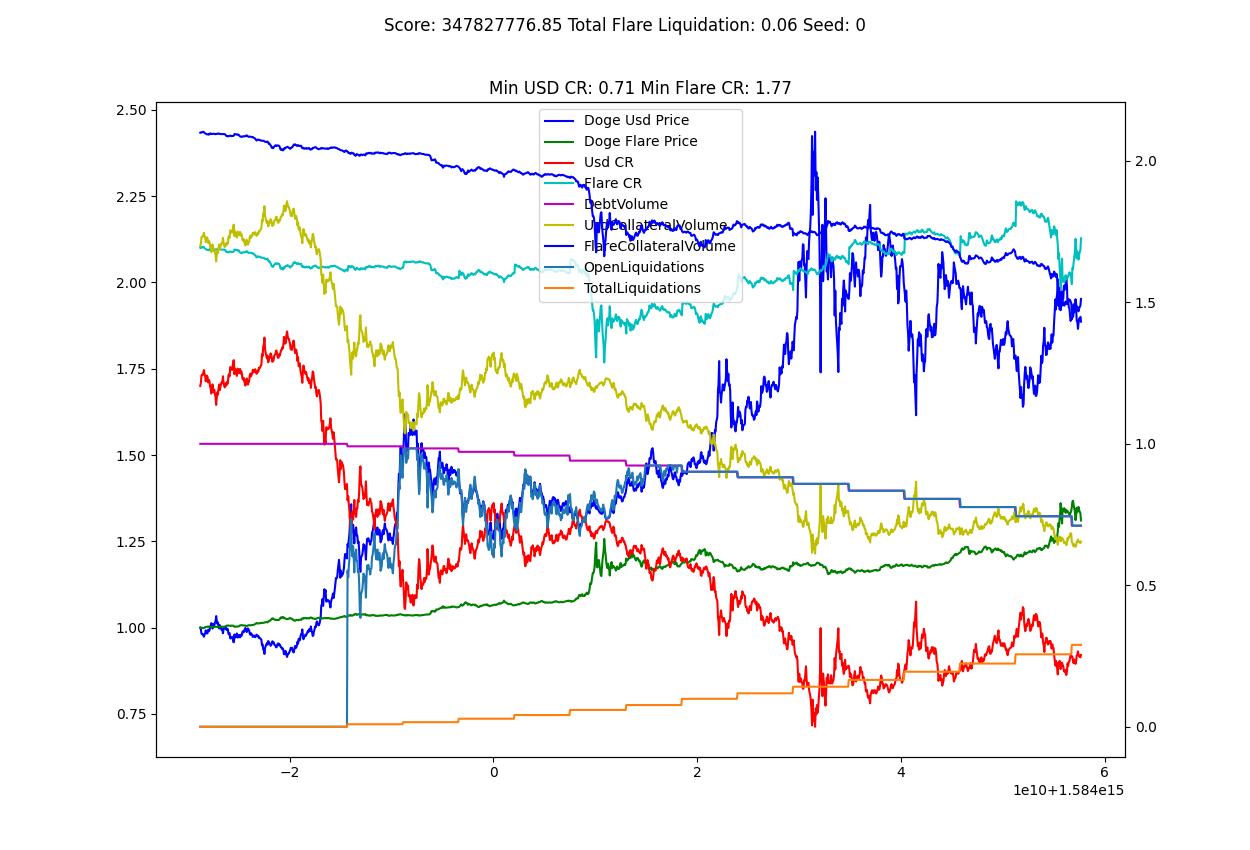 Score: 347827776.85 Total Flare Liquidation: 0.06 Seed: 0
Min USD CR: 0.71 Min Flare CR: 1.77
2.50
2.25
2.00
1.75
1.50
1.25
1.00
0.75
Doge Usd Price
Doge Flare Price
Usd CR
Flare CR
DebtVolume
UsdCollateralVolume
FlareCollateralVolume
OpenLiquidations
TotalLiquidations
2.0
1.5
1.0
0.5
0.0
−2 0 2 4 6
1e10+1.584e15